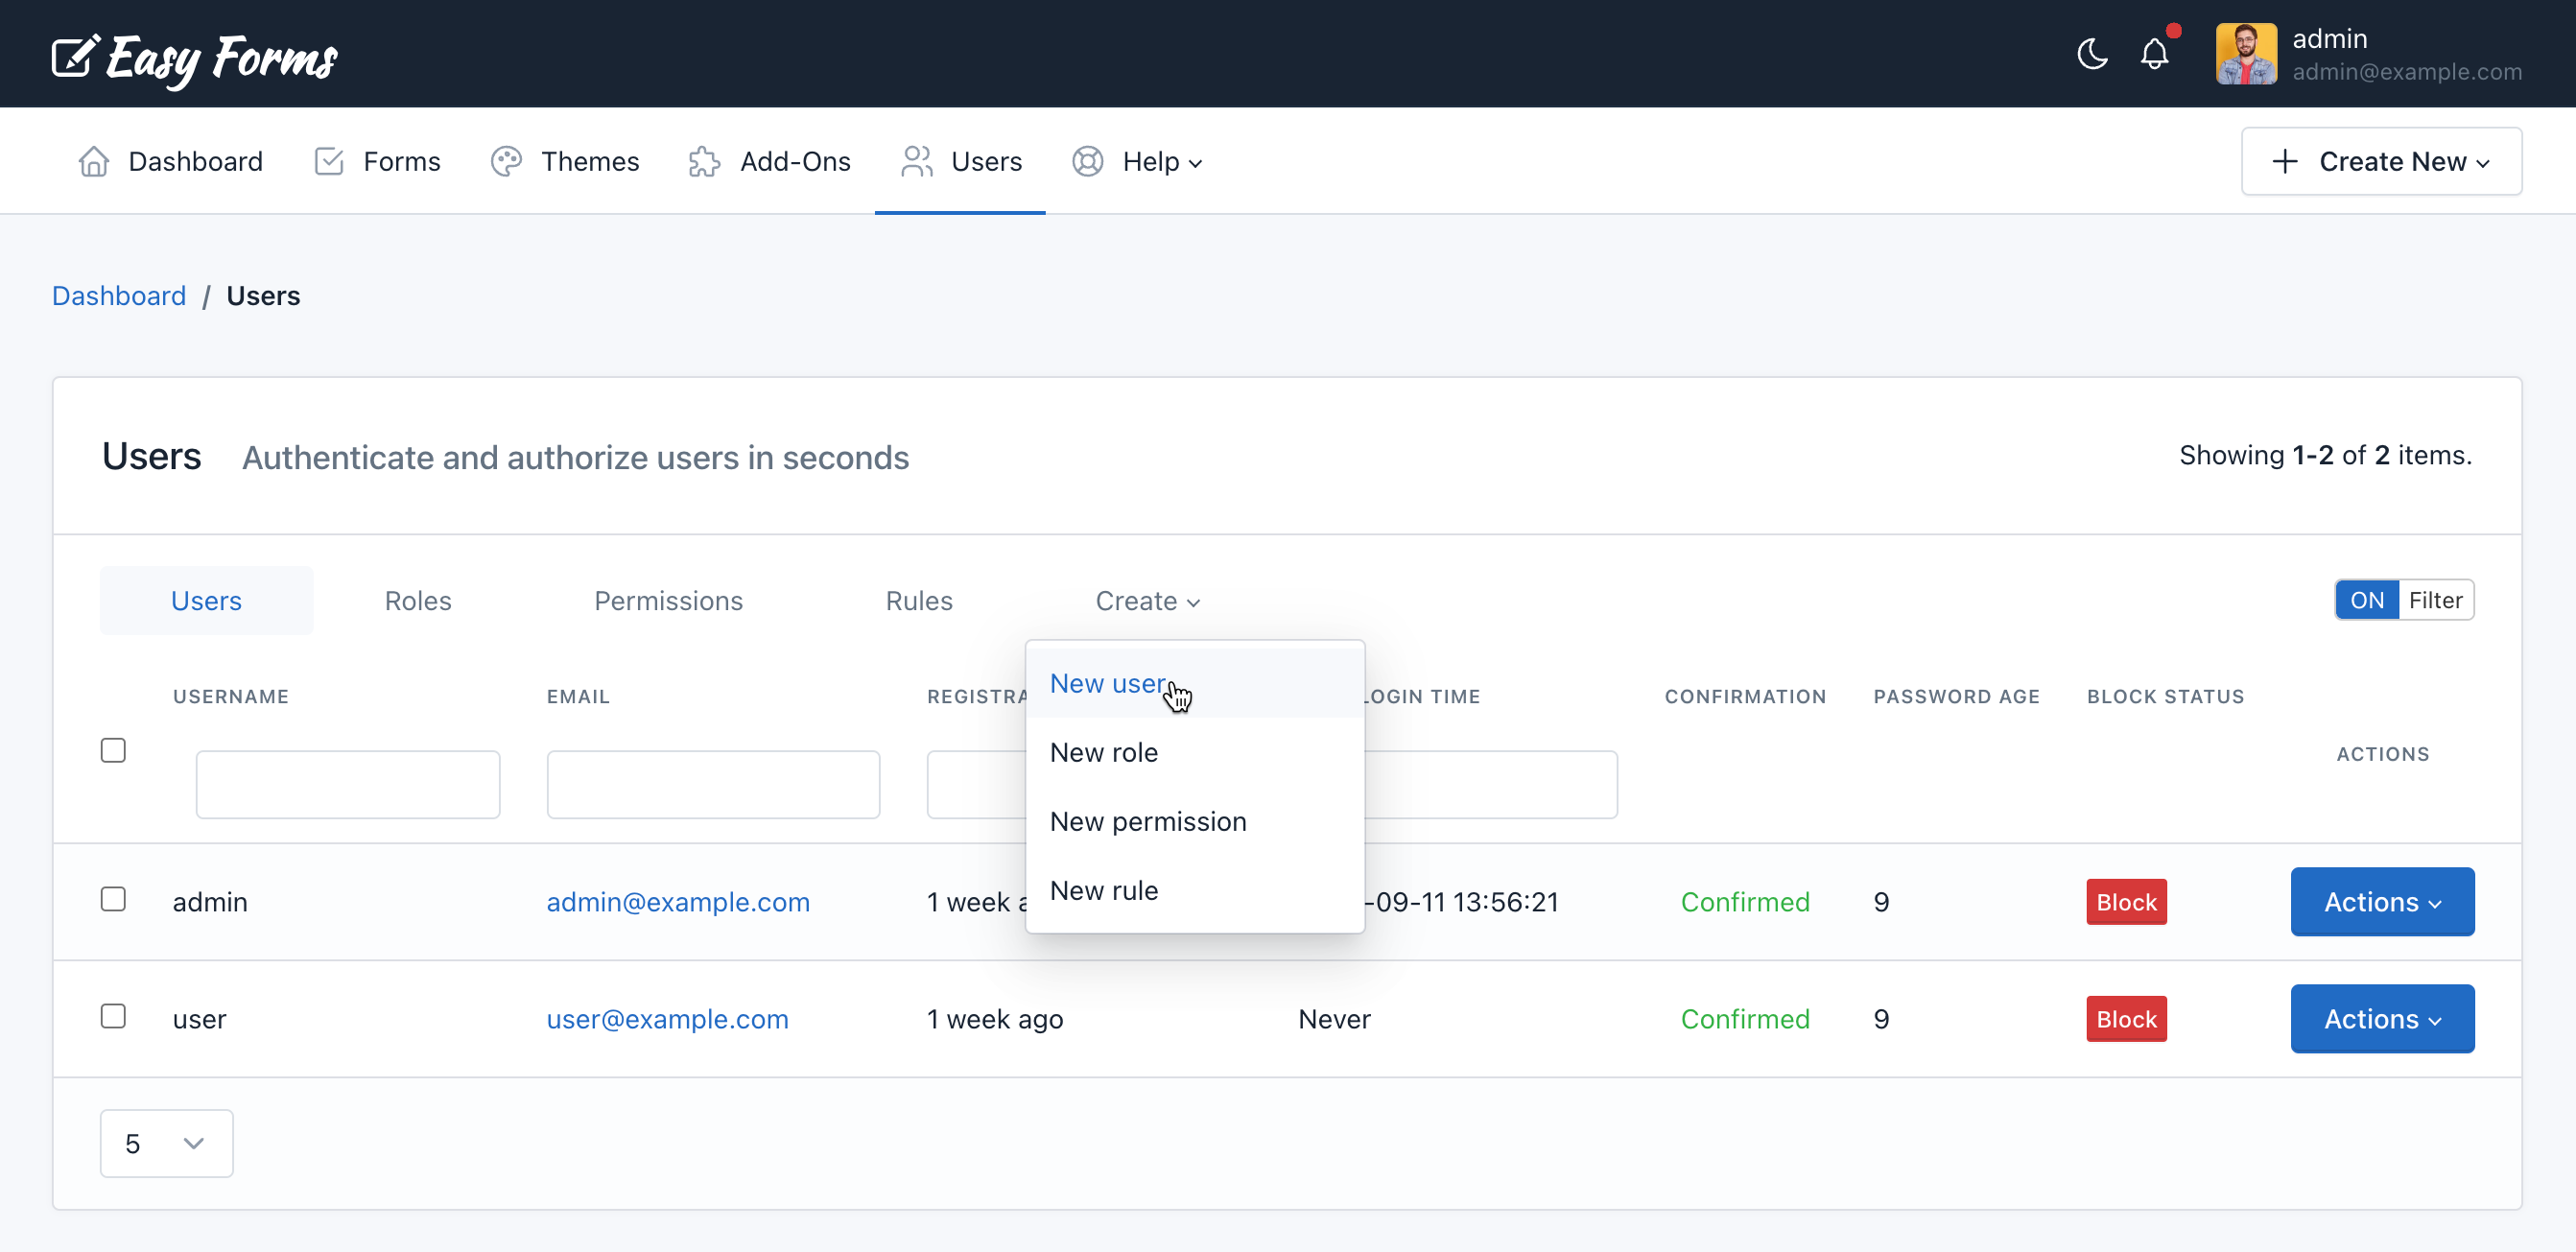 Easy Forms
admin
admin@example.com
Dashboard Forms Themes Add-Ons Users Help
Create New
Dashboard / Users
Users Authenticate and authorize users in seconds
Showing 1-2 of 2 items.
Users Roles Permissions Rules Create
ON Filter
New user
New role
New permission
New rule
USERNAME EMAIL LOGIN TIME CONFIRMATION PASSWORD AGE BLOCK STATUS
ACTIONS
admin admin@example.com 1 week -09-11 13:56:21 Confirmed 9 Block Actions
user user@example.com 1 week ago Never Confirmed 9 Block Actions
5